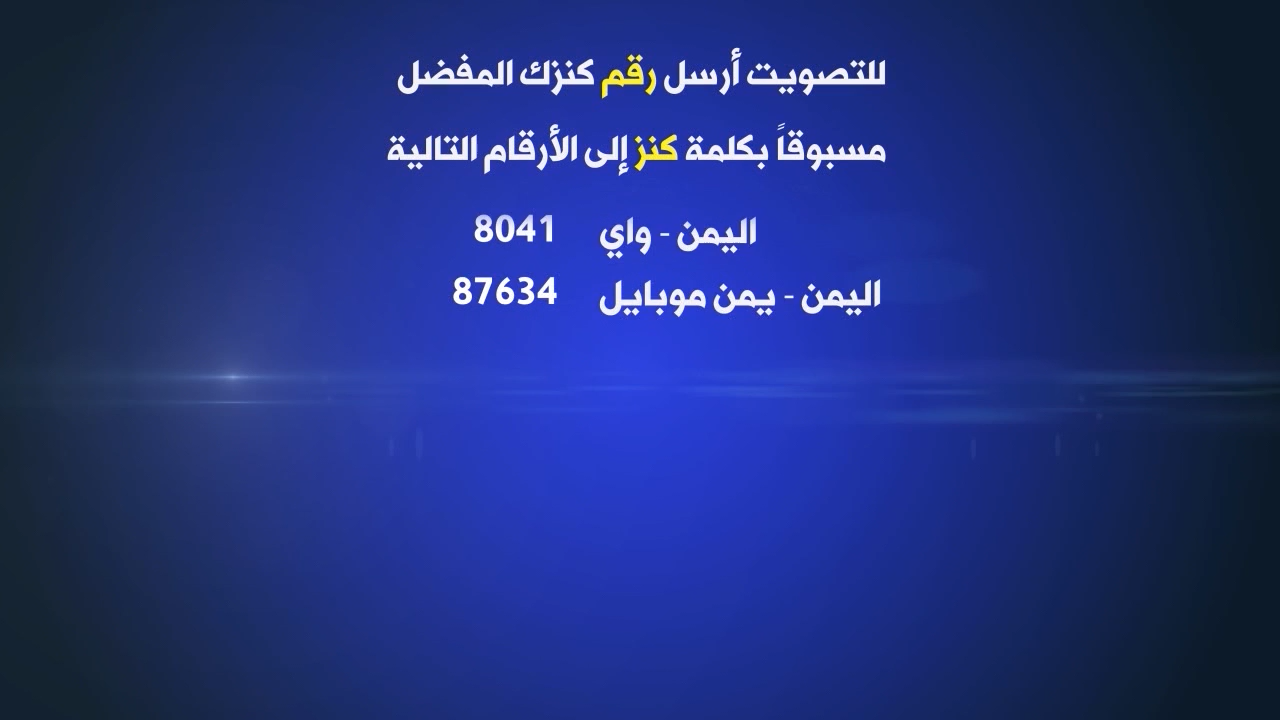 للتصويت أرسل رقم كنزك المفضل
مسبوقاً بكلمة كنز إلى الأرقام التالية
اليمن - واي 8041
اليمن - يمن موبايل 87634